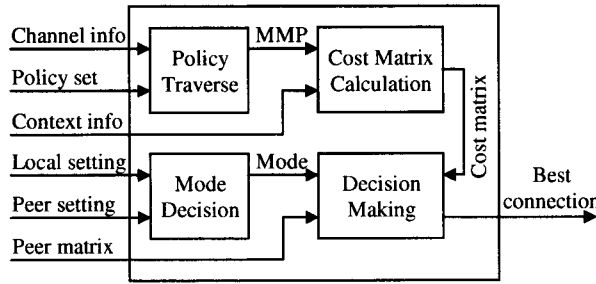 Channel info
Policy set
Context info
Local setting
Peer setting
Peer matrix
Policy
Traverse
MMP
Cost Matrix
Calculation
Mode
Decision
Mode
Decision
Making
Cost matrix
Best
connection